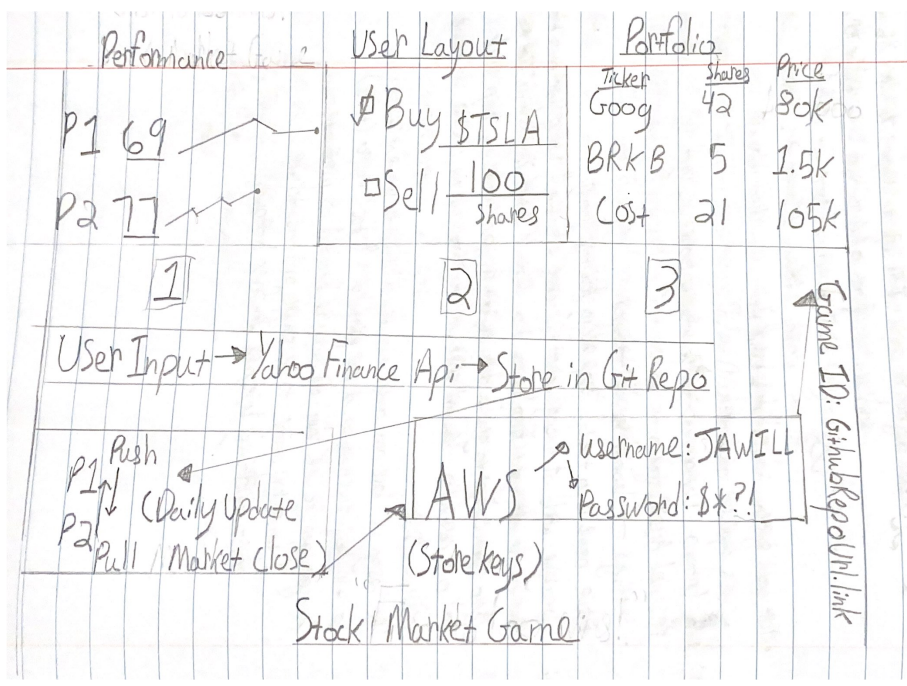 Performance
P1 69
P2 77
1
User Layout
Buy $TSLA
Sell 100
Shares
2
Portfolio
Ticker Shares Price
Goog 42 80k
BRKB 5 1.5k
Cost 21 105k
3
User Input → Yahoo Finance Api → Store in Git Repo
Push
P1
P2
Pull
(Daily Update
Market Close)
AWS
(Store keys)
Username: JAWILL
Password: $*?!
Game ID: GithubRepoUrl.link
Stock Market Game